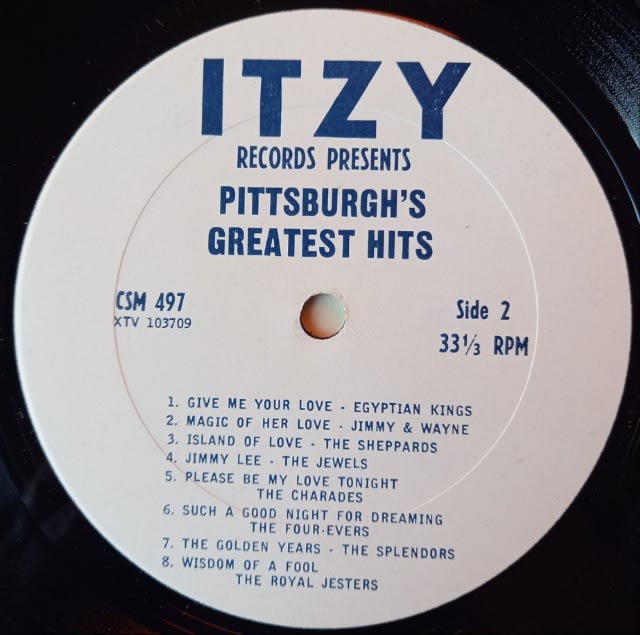 ITZY
RECORDS PRESENTS
PITTSBURGH'S
GREATEST HITS
CSM 497
XTV 103709
Side 2
33⅓ RPM
1. GIVE ME YOUR LOVE - EGYPTIAN KINGS
2. MAGIC OF HER LOVE - JIMMY & WAYNE
3. ISLAND OF LOVE - THE SHEPPARDS
4. JIMMY LEE - THE JEWELS
5. PLEASE BE MY LOVE TONIGHT
THE CHARADES
6. SUCH A GOOD NIGHT FOR DREAMING
THE FOUR-EVERS
7. THE GOLDEN YEARS - THE SPLENDORS
8. WISDOM OF A FOOL
THE ROYAL JESTERS